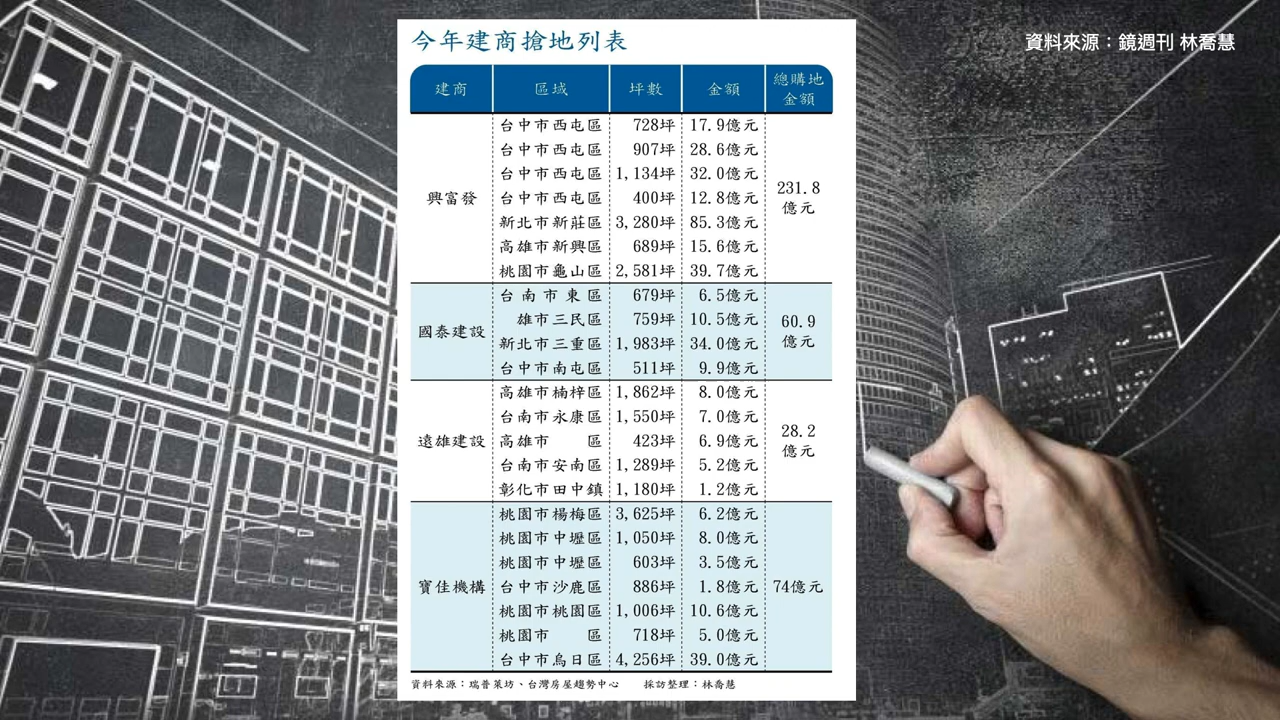 資料來源：鏡週刊 林喬慧
今年建商搶地列表
建商 區域 坪數 金額 總購地金額
興富發 台中市西屯區 728坪 17.9億元 231.8億元
台中市西屯區 907坪 28.6億元
台中市西屯區 1,134坪 32.0億元
台中市西屯區 400坪 12.8億元
新北市新莊區 3,280坪 85.3億元
高雄市新興區 689坪 15.6億元
桃園市龜山區 2,581坪 39.7億元
國泰建設 台南市東區 679坪 6.5億元 60.9億元
雄市三民區 759坪 10.5億元
新北市三重區 1,983坪 34.0億元
台中市南屯區 511坪 9.9億元
遠雄建設 高雄市楠梓區 1,862坪 8.0億元 28.2億元
台南市永康區 1,550坪 7.0億元
高雄市 區 423坪 6.9億元
台南市安南區 1,289坪 5.2億元
彰化市田中鎮 1,180坪 1.2億元
寶佳機構 桃園市楊梅區 3,625坪 6.2億元 74億元
桃園市中壢區 1,050坪 8.0億元
桃園市中壢區 603坪 3.5億元
台中市沙鹿區 886坪 1.8億元
桃園市桃園區 1,006坪 10.6億元
桃園市 區 718坪 5.0億元
台中市烏日區 4,256坪 39.0億元
資料來源：瑞普萊坊、台灣房屋趨勢中心 採訪整理：林喬慧